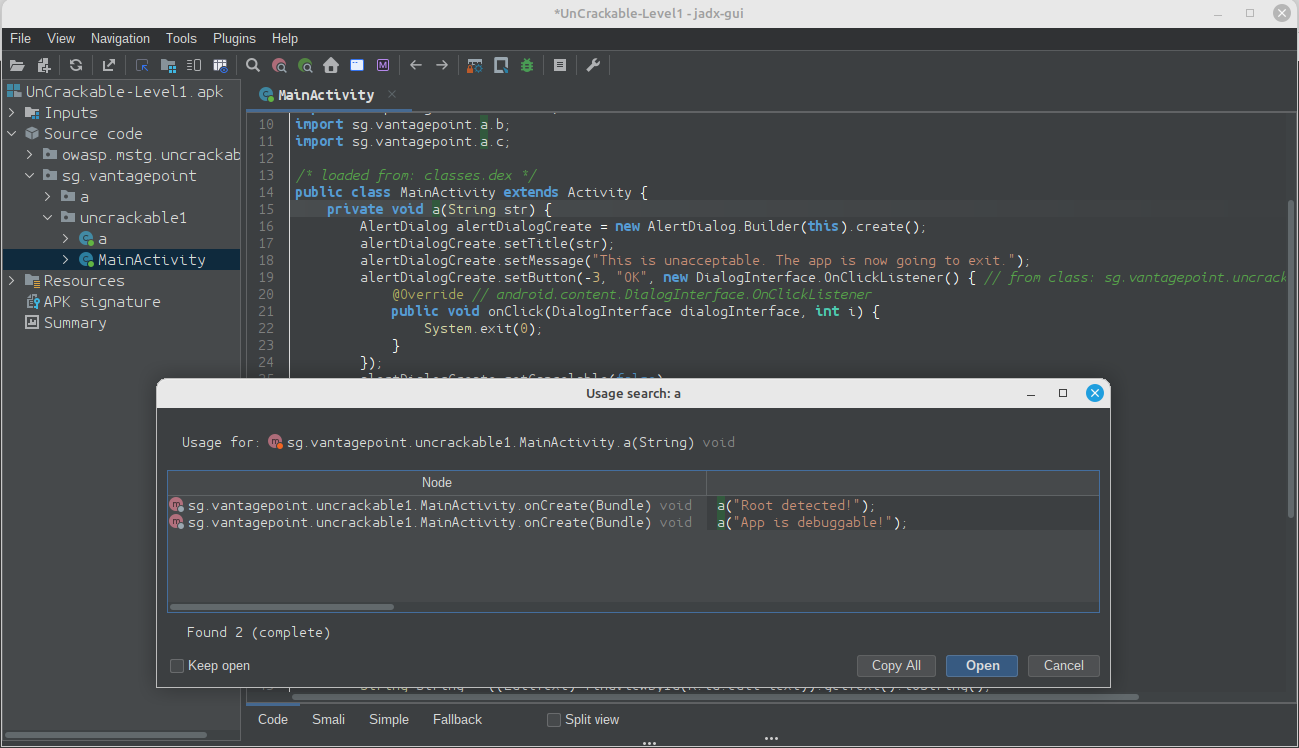 *UnCrackable-Level1 - jadx-gui
File View Navigation Tools Plugins Help
UnCrackable-Level1.apk
Inputs
Source code
owasp.mstg.uncrackab
sg.vantagepoint
a
uncrackable1
a
MainActivity
Resources
APK signature
Summary
MainActivity
10 import sg.vantagepoint.a.b;
11 import sg.vantagepoint.a.c;
12
13 /* loaded from: classes.dex */
14 public class MainActivity extends Activity {
15 private void a(String str) {
16 AlertDialog alertDialogCreate = new AlertDialog.Builder(this).create();
17 alertDialogCreate.setTitle(str);
18 alertDialogCreate.setMessage("This is unacceptable. The app is now going to exit.");
19 alertDialogCreate.setButton(-3, "OK", new DialogInterface.OnClickListener() { // from class: sg.vantagepoint.uncrack
20 @Override // android.content.DialogInterface.OnClickListener
21 public void onClick(DialogInterface dialogInterface, int i) {
22 System.exit(0);
23 }
24 });
Usage search: a
Usage for: sg.vantagepoint.uncrackable1.MainActivity.a(String) void
Node
sg.vantagepoint.uncrackable1.MainActivity.onCreate(Bundle) void a("Root detected!");
sg.vantagepoint.uncrackable1.MainActivity.onCreate(Bundle) void a("App is debuggable!");
Found 2 (complete)
Keep open
Copy All Open Cancel
Code Smali Simple Fallback Split view